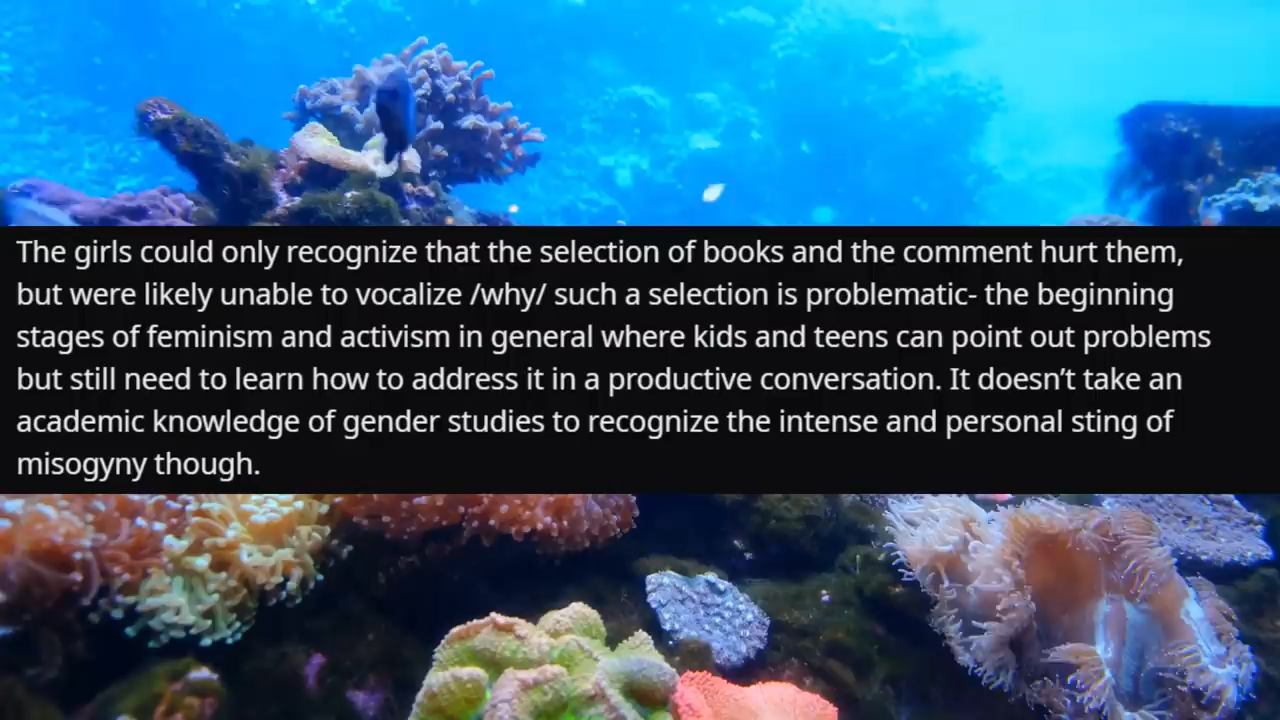 The girls could only recognize that the selection of books and the comment hurt them,
but were likely unable to vocalize /why/ such a selection is problematic- the beginning
stages of feminism and activism in general where kids and teens can point out problems
but still need to learn how to address it in a productive conversation. It doesn’t take an
academic knowledge of gender studies to recognize the intense and personal sting of
misogyny though.